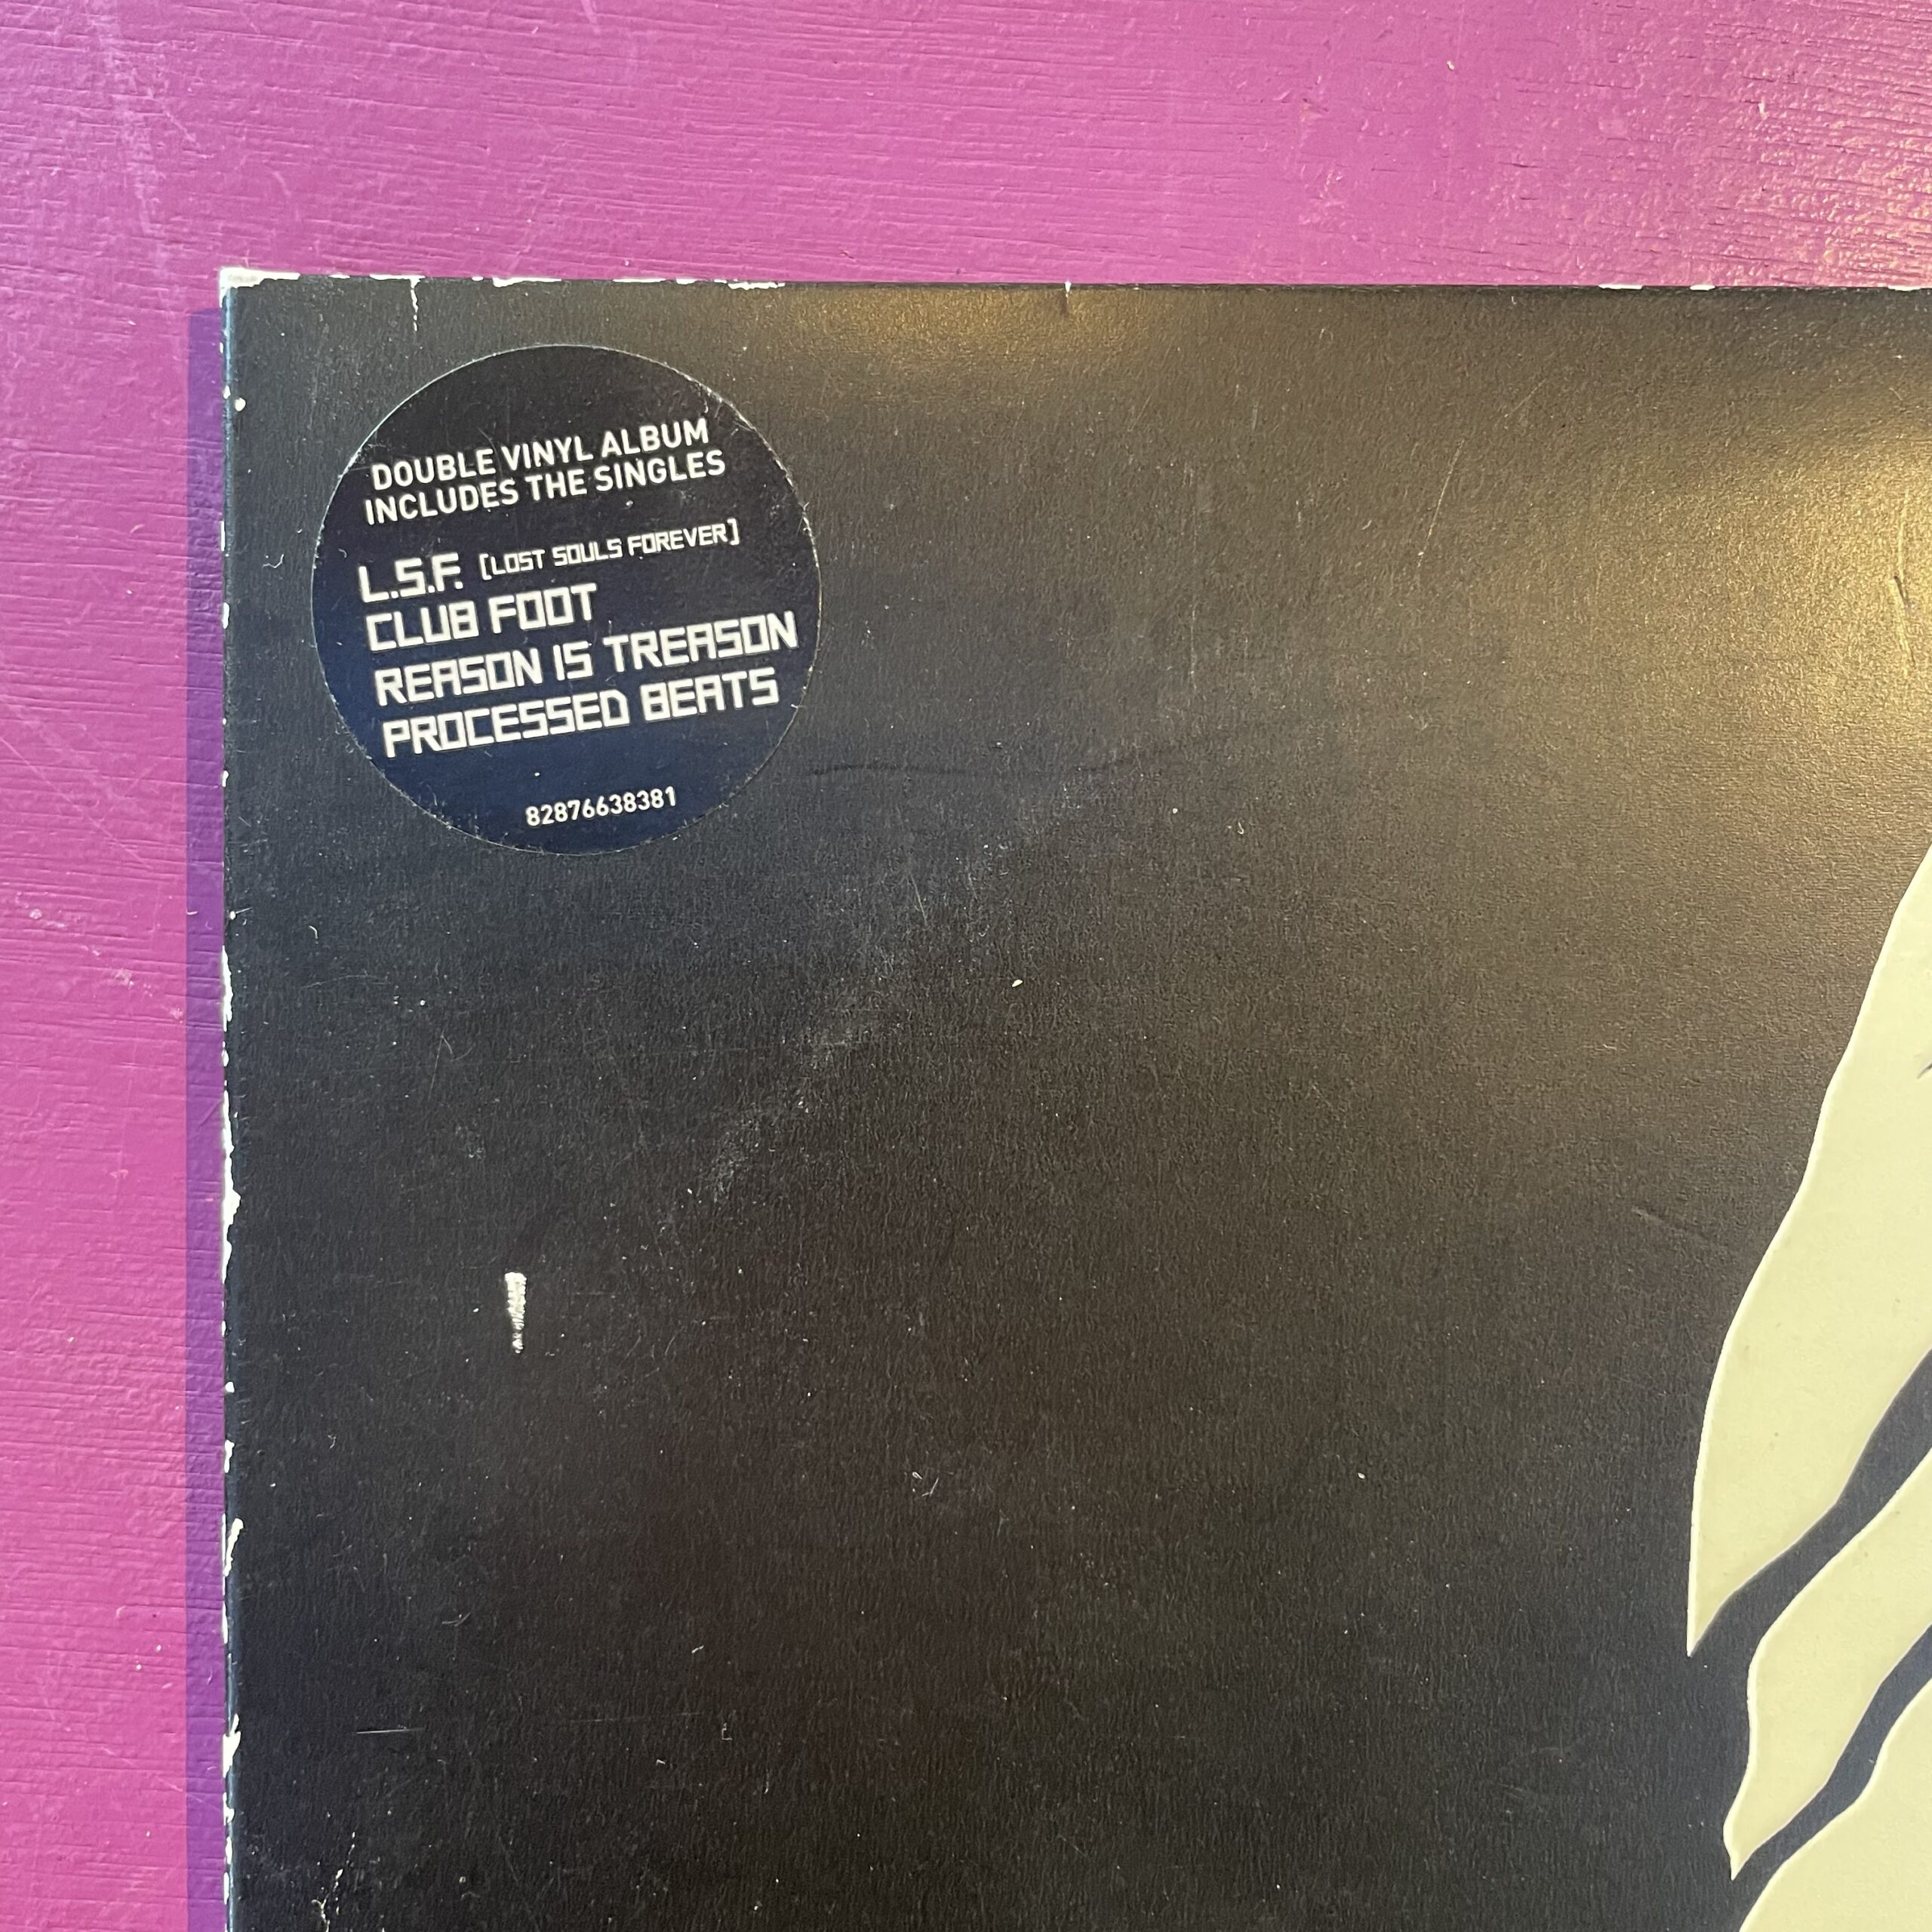 DOUBLE VINYL ALBUM
INCLUDES THE SINGLES
L.S.F. [LOST SOULS FOREVER]
CLUB FOOT
REASON IS TREASON
PROCESSED BEATS
82876638381